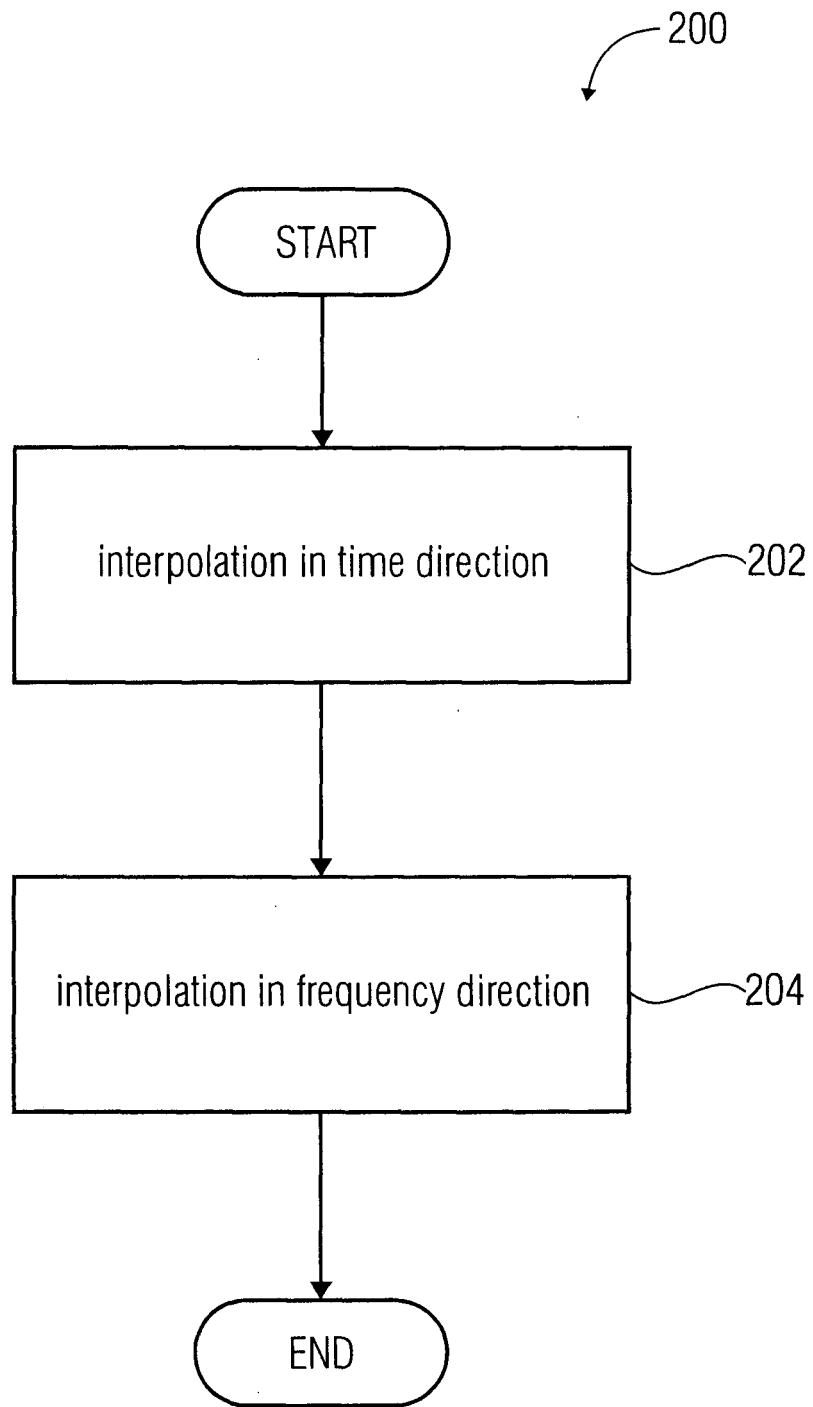 200
START
interpolation in time direction
202
interpolation in frequency direction
204
END